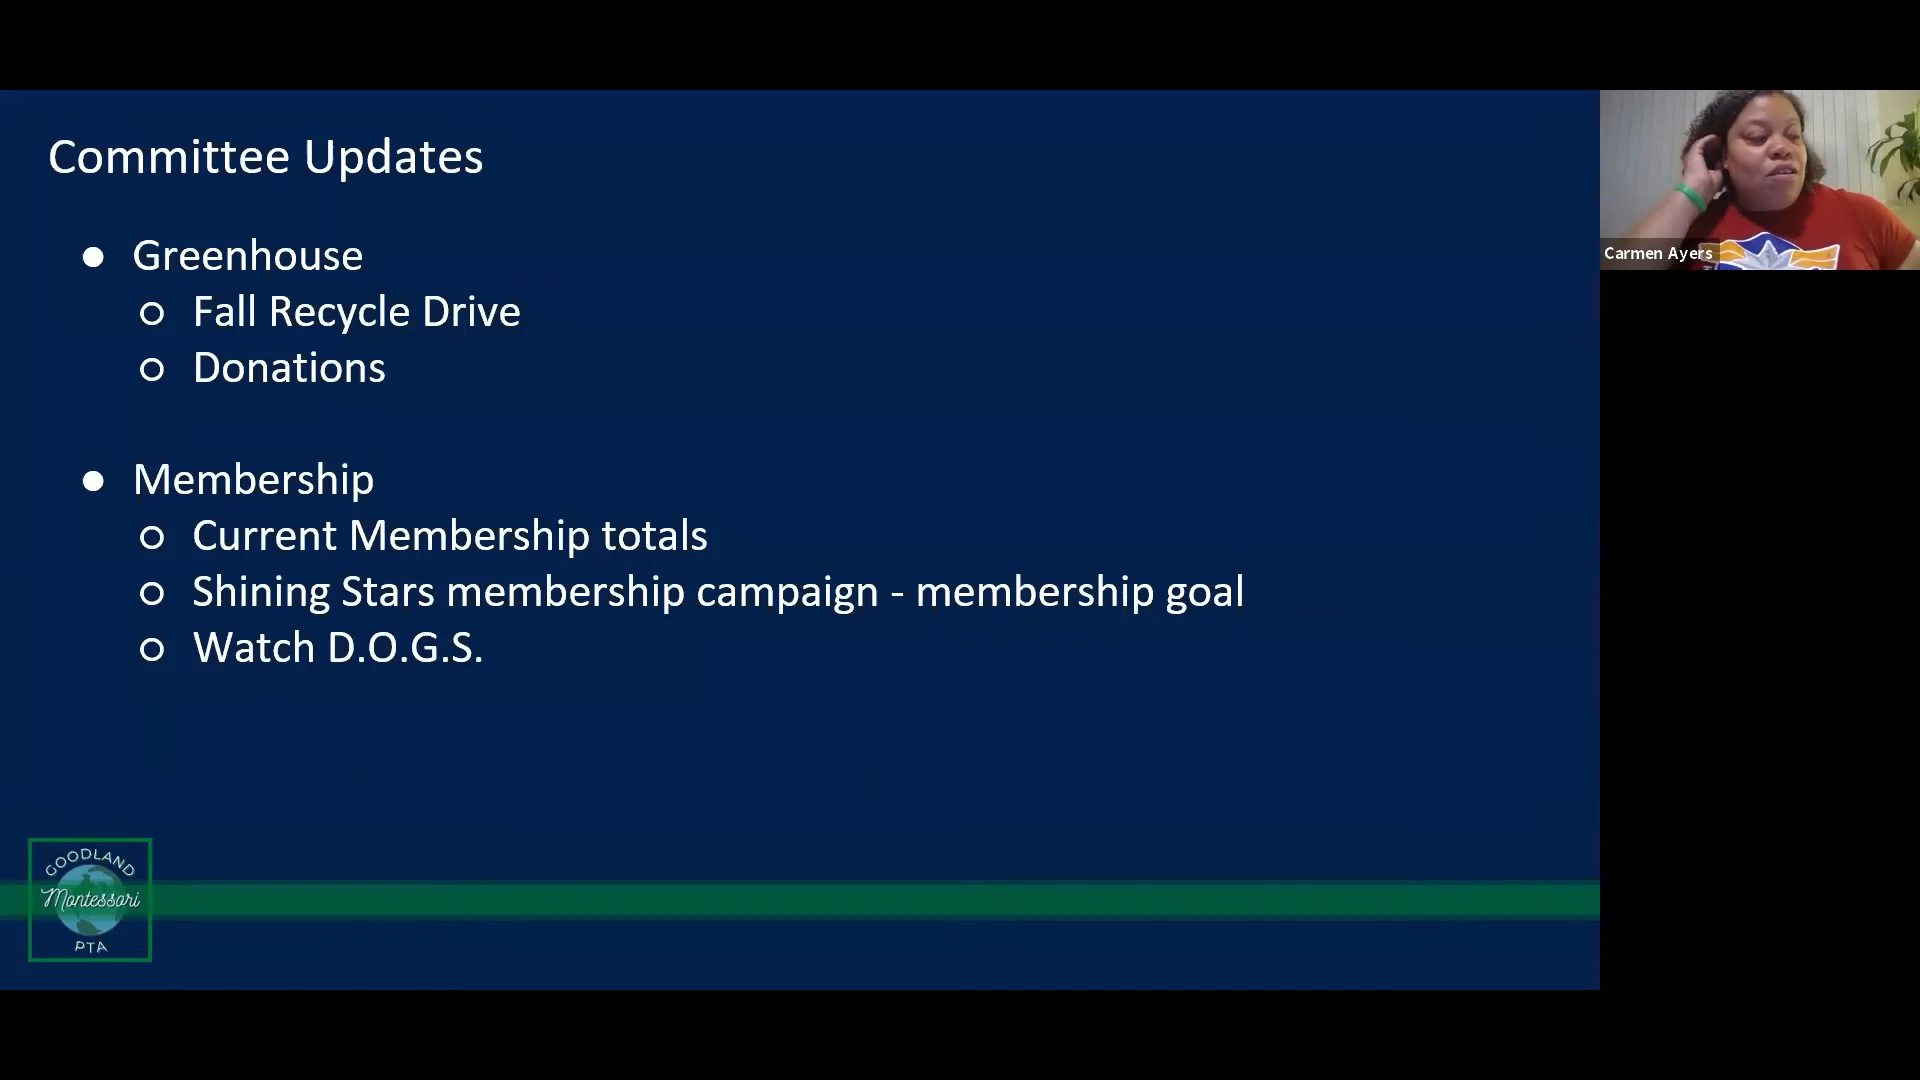 Committee Updates
● Greenhouse
○ Fall Recycle Drive
○ Donations
● Membership
○ Current Membership totals
○ Shining Stars membership campaign - membership goal
○ Watch D.O.G.S.
GOODLAND
Montessori
PTA
Carmen Ayers